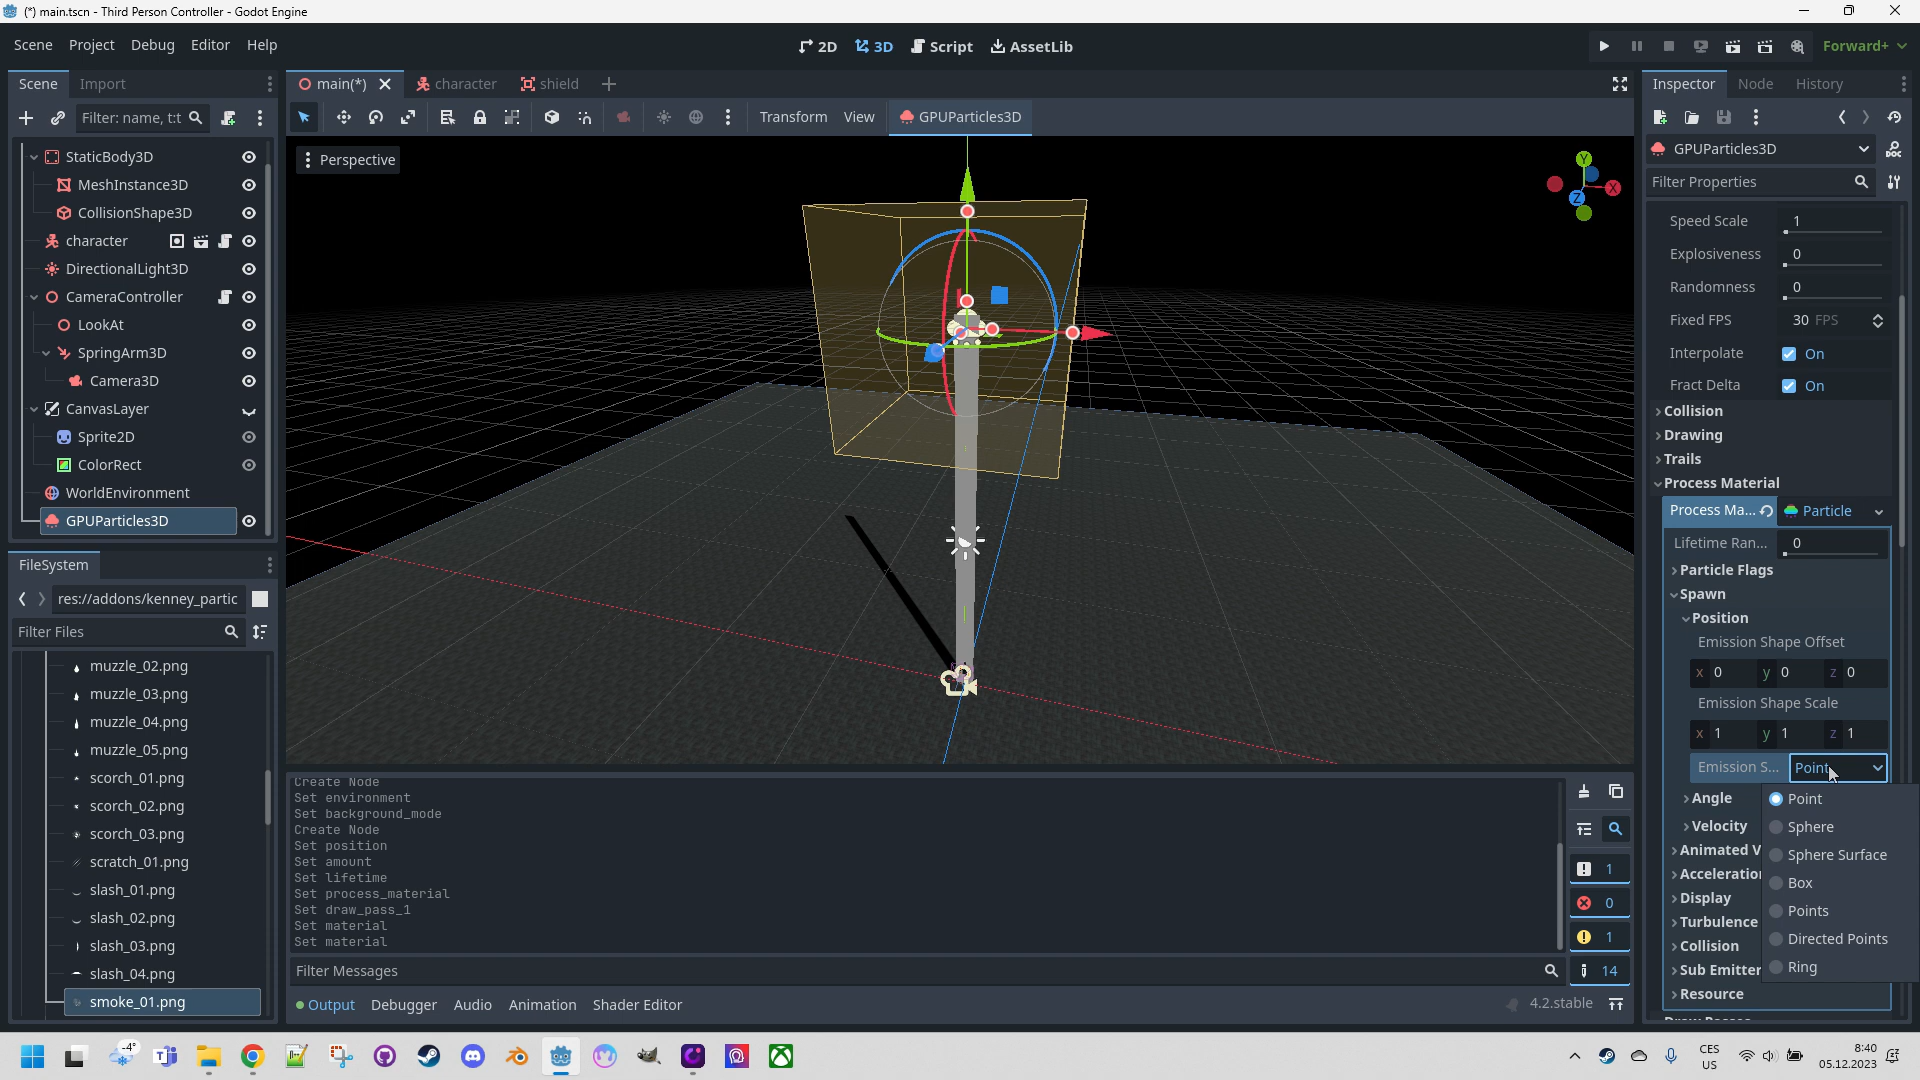 (*) main.tscn - Third Person Controller - Godot Engine
Scene Project Debug Editor Help
2D 3D Script AssetLib
Forward+
Scene Import
main(*) character shield
Inspector Node History
Filter: name, t:t
Transform View GPUParticles3D
StaticBody3D
MeshInstance3D
CollisionShape3D
character
DirectionalLight3D
CameraController
LookAt
SpringArm3D
Camera3D
CanvasLayer
Sprite2D
ColorRect
WorldEnvironment
GPUParticles3D
FileSystem
res://addons/kenney_partic
Filter Files
muzzle_02.png
muzzle_03.png
muzzle_04.png
muzzle_05.png
scorch_01.png
scorch_02.png
scorch_03.png
scratch_01.png
slash_01.png
slash_02.png
slash_03.png
slash_04.png
smoke_01.png
Perspective
Y
X
Z
Create Node
Set environment
Set background_mode
Create Node
Set position
Set amount
Set lifetime
Set process_material
Set draw_pass_1
Set material
Set material
1
0
1
14
Filter Messages
Output Debugger Audio Animation Shader Editor
4.2.stable
GPUParticles3D
DOC
Filter Properties
Speed Scale 1
Explosiveness 0
Randomness 0
Fixed FPS 30 FPS
Interpolate On
Fract Delta On
Collision
Drawing
Trails
Process Material
Process Ma... Particle
Lifetime Ran... 0
Particle Flags
Spawn
Position
Emission Shape Offset
x 0 y 0 z 0
Emission Shape Scale
x 1 y 1 z 1
Emission S... Point
Angle
Velocity
Animated V
Acceleration
Display
Turbulence
Collision
Sub Emitter
Resource
Draw Passes
Point
Sphere
Sphere Surface
Box
Points
Directed Points
Ring
-4°
CES
US
8:40
05.12.2023